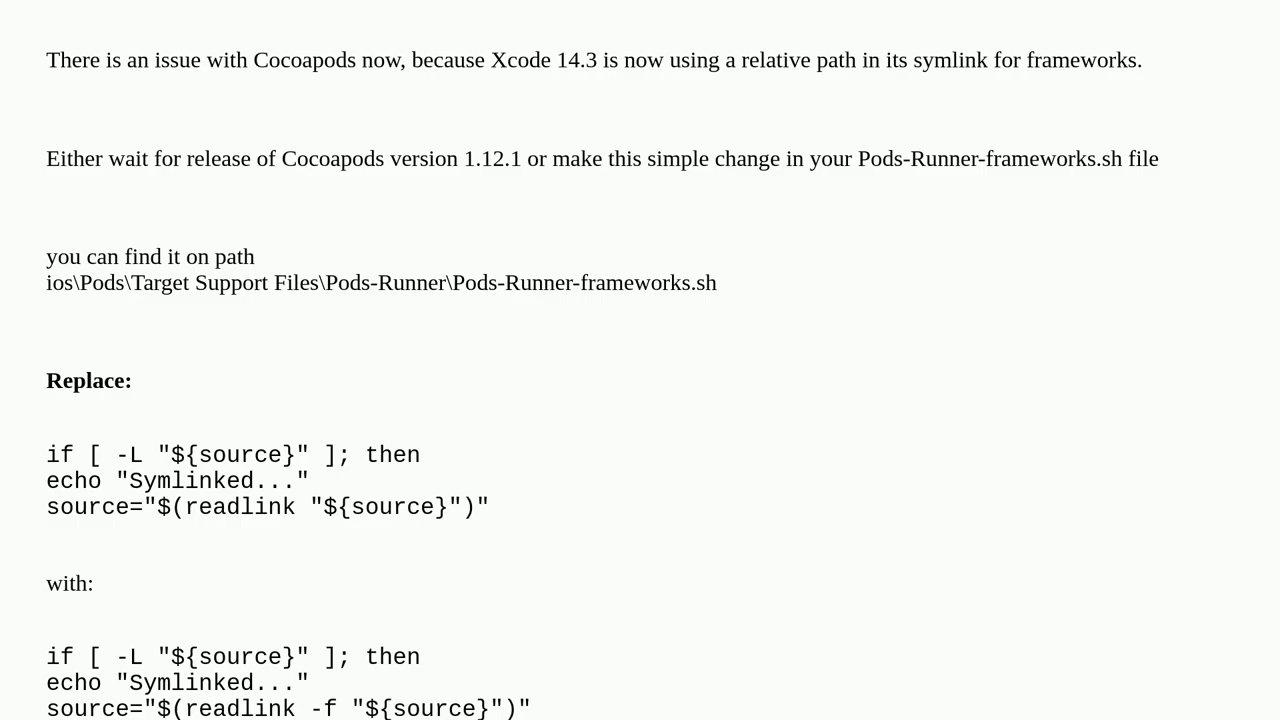 There is an issue with Cocoapods now, because Xcode 14.3 is now using a relative path in its symlink for frameworks.
Either wait for release of Cocoapods version 1.12.1 or make this simple change in your Pods-Runner-frameworks.sh file
you can find it on path
ios\Pods\Target Support Files\Pods-Runner\Pods-Runner-frameworks.sh
Replace:
if [ -L "${source}" ]; then
echo "Symlinked..."
source="$(readlink "${source}")"
with:
if [ -L "${source}" ]; then
echo "Symlinked..."
source="$(readlink -f "${source}")"